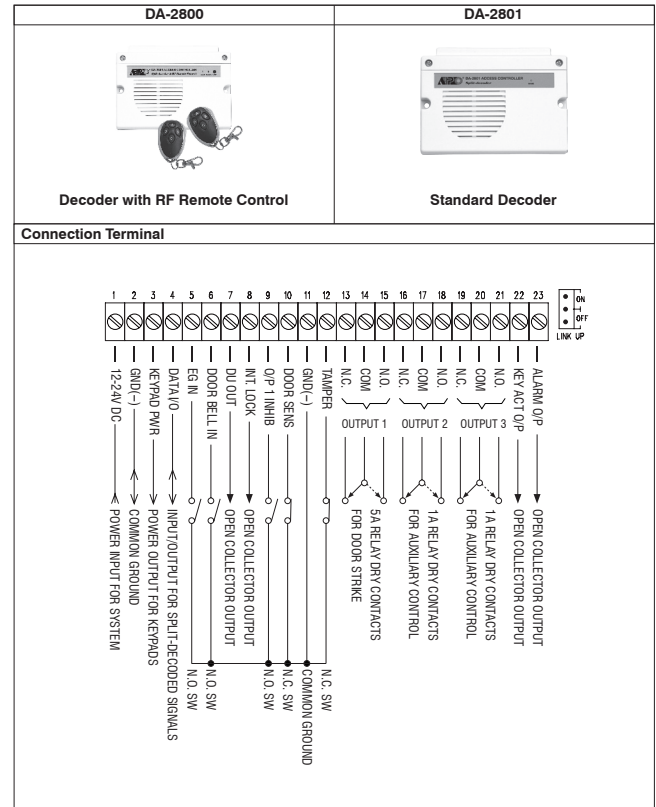 DA-2800
DA-2801
DA-2801 ACCESS CONTROLLER
Decoder with RF Remote Control
Standard Decoder
Connection Terminal
1 2 3 4 5 6 7 8 9 10 11 12 13 14 15 16 17 18 19 20 21 22 23
ON
OFF
LINK UP
12-24V DC
GND(-)
KEYPAD PWR
DATA I/O
EG IN
DOOR BELL IN
DU OUT
INT. LOCK
O/P 1 INHIB
DOOR SENS
GND(-)
TAMPER
N.C.
COM
N.O.
N.C.
COM
N.O.
N.C.
COM
N.O.
KEY ACT O/P
ALARM O/P
OUTPUT 1
OUTPUT 2
OUTPUT 3
POWER INPUT FOR SYSTEM
COMMON GROUND
POWER OUTPUT FOR KEYPADS
INPUT/OUTPUT FOR SPLIT-DECODED SIGNALS
N.O. SW
N.O. SW
OPEN COLLECTOR OUTPUT
OPEN COLLECTOR OUTPUT
N.O. SW
N.C. SW
COMMON GROUND
N.C. SW
5A RELAY DRY CONTACTS
FOR DOOR STRIKE
1A RELAY DRY CONTACTS
FOR AUXILIARY CONTROL
1A RELAY DRY CONTACTS
FOR AUXILIARY CONTROL
OPEN COLLECTOR OUTPUT
OPEN COLLECTOR OUTPUT